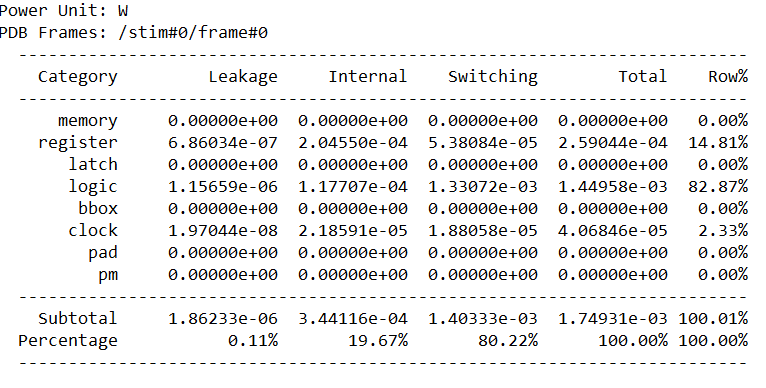 Power Unit: W
PDB Frames: /stim#0/frame#0
-------------------------------------------------------------------------
Category Leakage Internal Switching Total Row%
-------------------------------------------------------------------------
memory 0.00000e+00 0.00000e+00 0.00000e+00 0.00000e+00 0.00%
register 6.86034e-07 2.04550e-04 5.38084e-05 2.59044e-04 14.81%
latch 0.00000e+00 0.00000e+00 0.00000e+00 0.00000e+00 0.00%
logic 1.15659e-06 1.17707e-04 1.33072e-03 1.44958e-03 82.87%
bbox 0.00000e+00 0.00000e+00 0.00000e+00 0.00000e+00 0.00%
clock 1.97044e-08 2.18591e-05 1.88058e-05 4.06846e-05 2.33%
pad 0.00000e+00 0.00000e+00 0.00000e+00 0.00000e+00 0.00%
pm 0.00000e+00 0.00000e+00 0.00000e+00 0.00000e+00 0.00%
-------------------------------------------------------------------------
Subtotal 1.86233e-06 3.44116e-04 1.40333e-03 1.74931e-03 100.01%
Percentage 0.11% 19.67% 80.22% 100.00% 100.00%
-------------------------------------------------------------------------